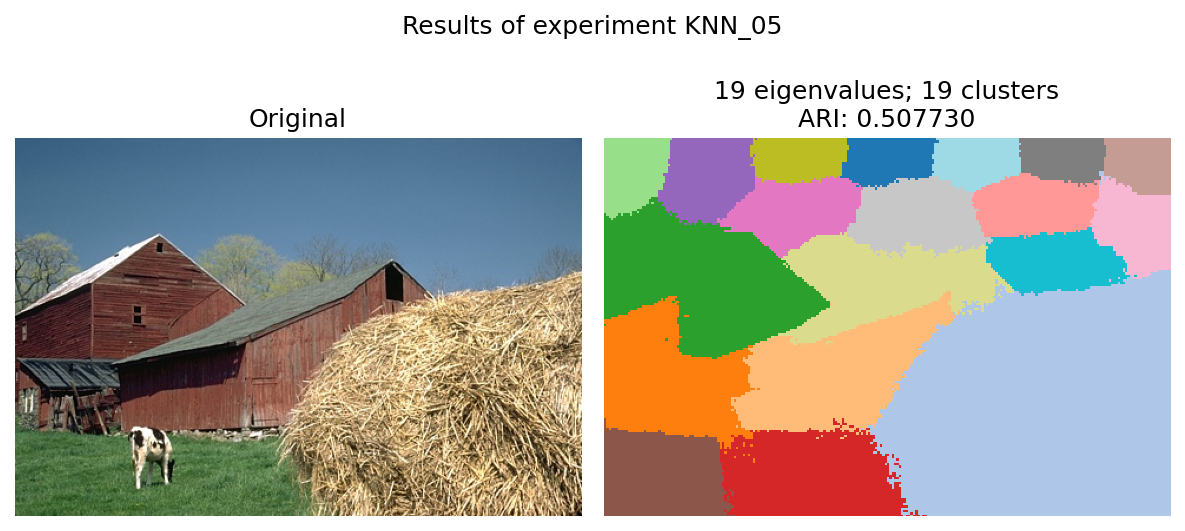 Results of experiment KNN_05
Original
19 eigenvalues; 19 clusters
ARI: 0.507730